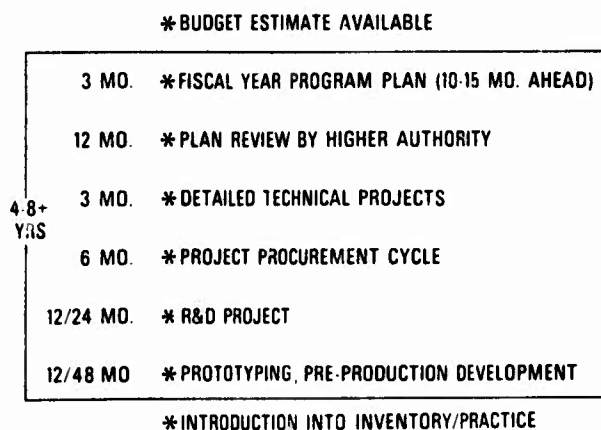 *BUDGET ESTIMATE AVAILABLE
3 MO. *FISCAL YEAR PROGRAM PLAN (10-15 MO. AHEAD)
12 MO. *PLAN REVIEW BY HIGHER AUTHORITY
3 MO. *DETAILED TECHNICAL PROJECTS
4-8+
YRS
6 MO. *PROJECT PROCUREMENT CYCLE
12/24 MO. *R&D PROJECT
12/48 MO *PROTOTYPING, PRE-PRODUCTION DEVELOPMENT
*INTRODUCTION INTO INVENTORY/PRACTICE